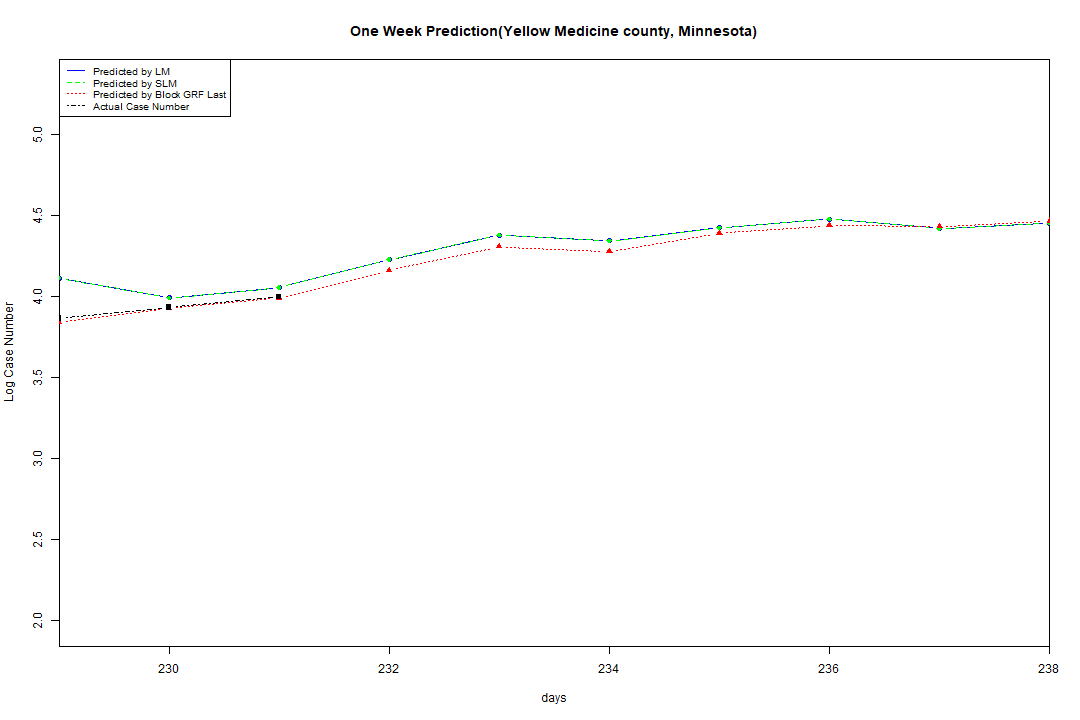 One Week Prediction(Yellow Medicine county, Minnesota)
Predicted by LM
Predicted by SLM
Predicted by Block GRF Last
Actual Case Number
5.0
4.5
4.0
3.5
3.0
2.5
2.0
Log Case Number
230
232
234
236
238
days